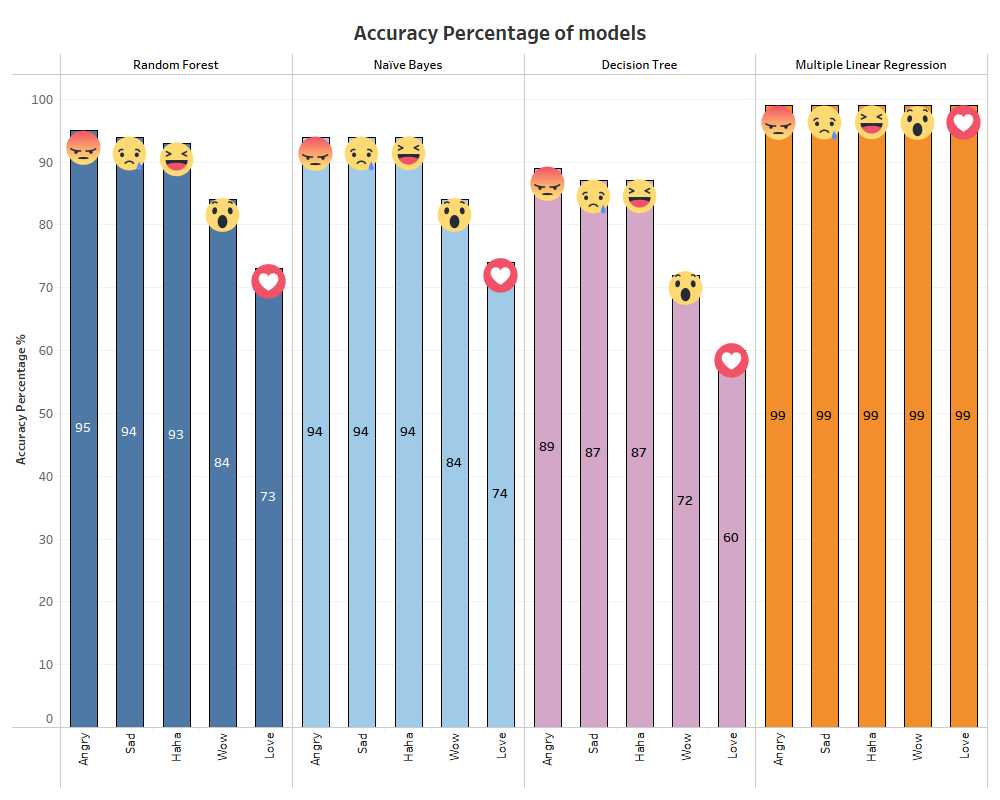 Accuracy Percentage of models
Random Forest Naïve Bayes Decision Tree Multiple Linear Regression
Accuracy Percentage %
100
90
80
70
60
50
40
30
20
10
0
95 94 93 84 73
94 94 94 84 74
89 87 87 72 60
99 99 99 99 99
Angry Sad Haha Wow Love
Angry Sad Haha Wow Love
Angry Sad Haha Wow Love
Angry Sad Haha Wow Love